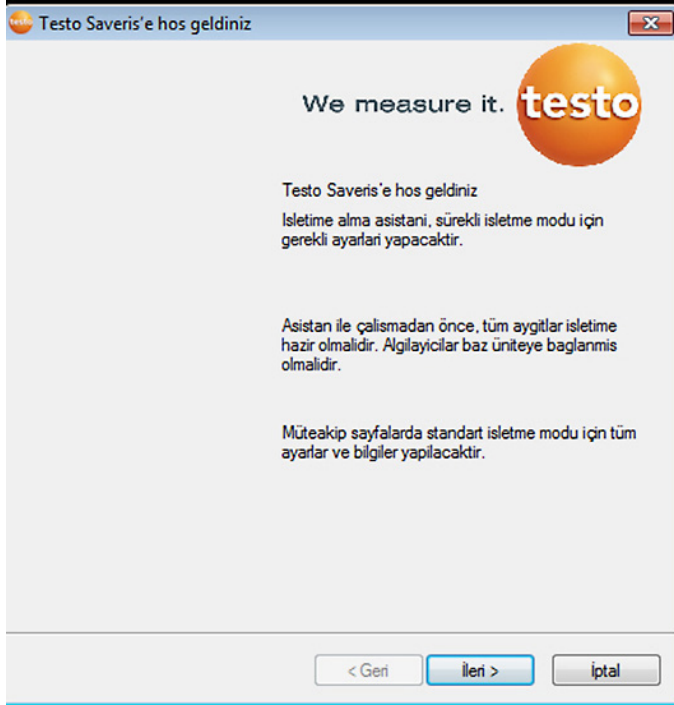 Testo Saveris'e hos geldiniz
We measure it. testo
Testo Saveris'e hos geldiniz
Isletime alma asistani, sürekli isletme modu için
gerekli ayarlari yapacaktir.
Asistan ile çalismadan önce, tüm aygitlar isletime
hazir olmalidir. Algilayicilar baz üniteye baglanmis
olmalidir.
Müteakip sayfalarda standart isletme modu için tüm
ayarlar ve bilgiler yapilacaktir.
< Geri İleri > İptal